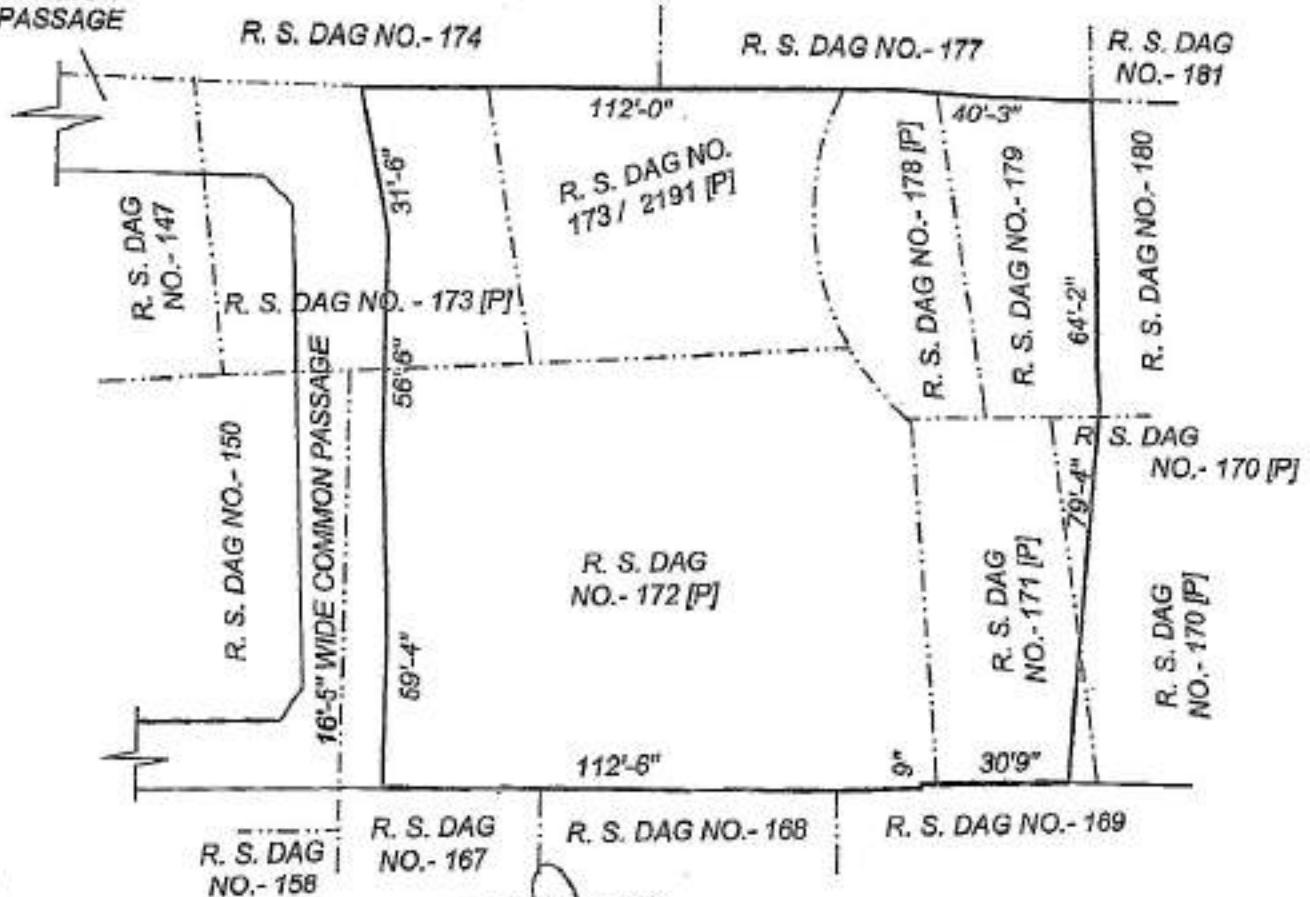 PASSAGE
R. S. DAG NO.- 174
R. S. DAG NO.- 177
R. S. DAG
NO.- 181
112'-0"
40'-3"
31'-6"
R. S. DAG NO.
173 / 2191 [P]
R. S. DAG NO.- 178 [P]
R. S. DAG NO.- 179
R. S. DAG NO.- 180
R. S. DAG
NO.- 147
R. S. DAG NO. - 173 [P]
64'-2"
56'-6"
R. S. DAG NO.- 150
16'-5" WIDE COMMON PASSAGE
R. S. DAG
NO.- 170 [P]
79'-4"
R. S. DAG
NO.- 172 [P]
R. S. DAG
NO.- 171 [P]
R. S. DAG
NO.- 170 [P]
59'-4"
112'-6"
9"
30'9"
R. S. DAG
NO.- 158
R. S. DAG
NO.- 167
R. S. DAG NO.- 168
R. S. DAG NO.- 169